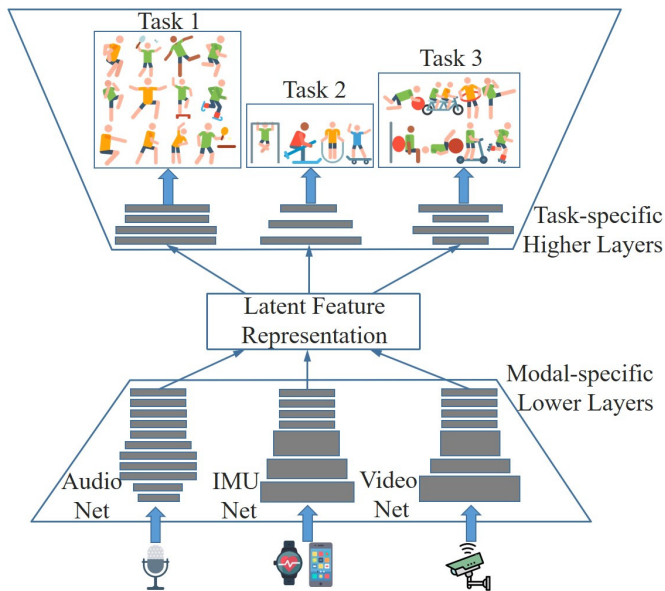 Task 1
Task 2
Task 3
Task-specific
Higher Layers
Latent Feature
Representation
Modal-specific
Lower Layers
Audio
Net
IMU
Net
Video
Net